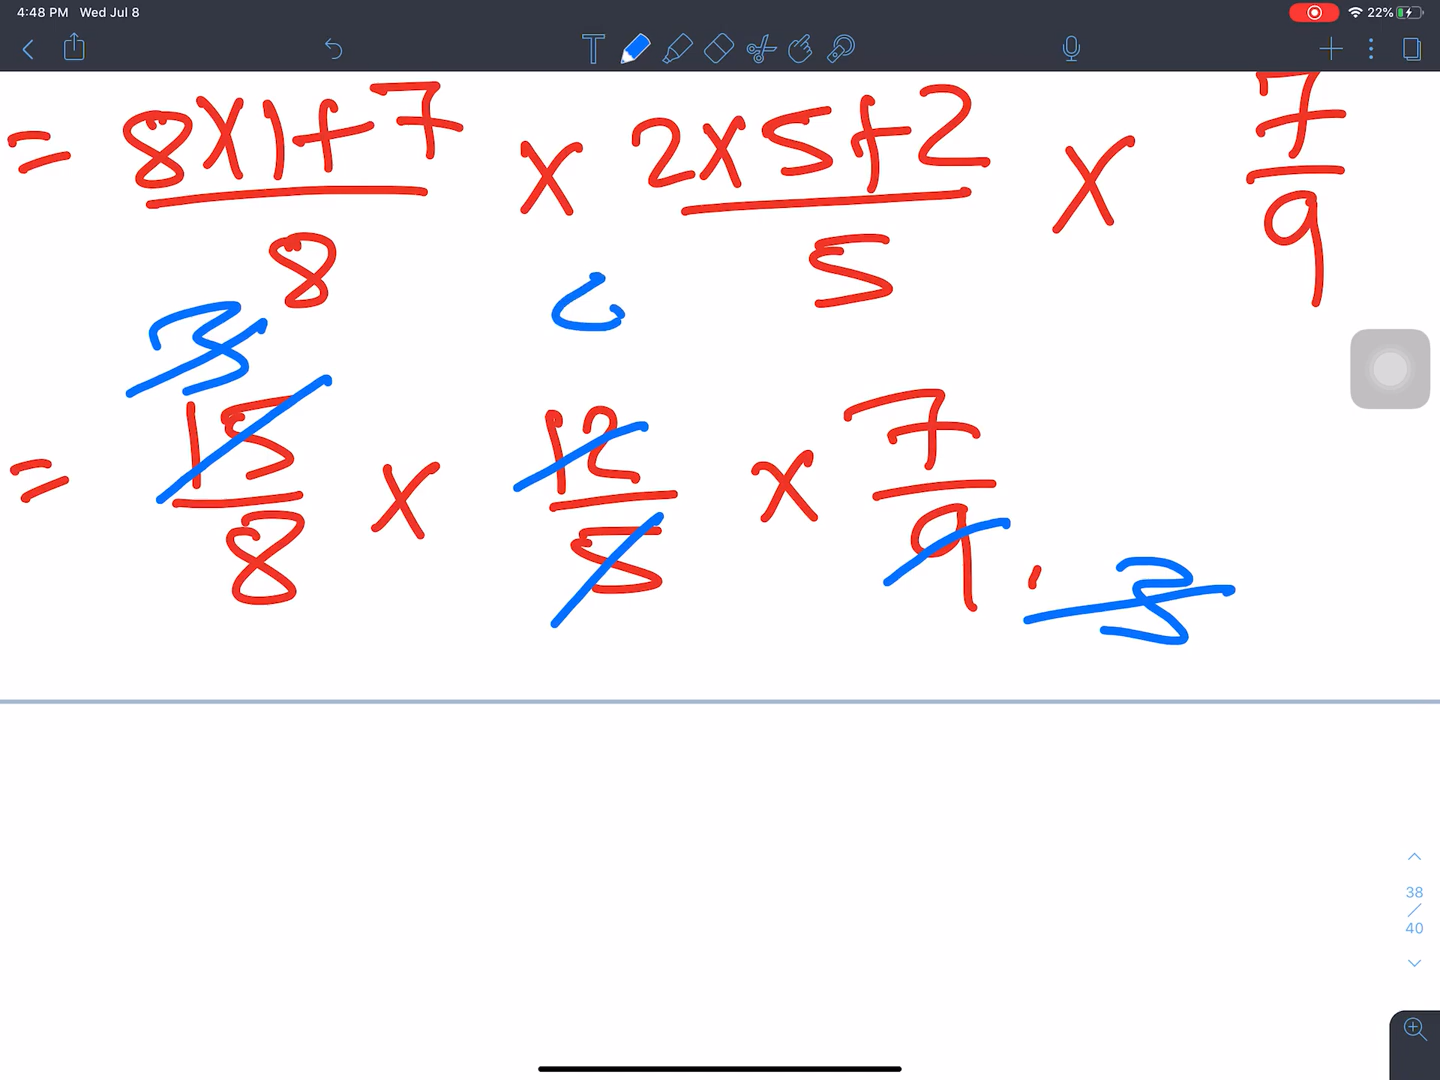 4:48 PM Wed Jul 8
22%
T
= 8x1+7 x 2x5+2 x 7
8 5 9
3
= 15 x 12 x 7
8 5 9
3
38
40